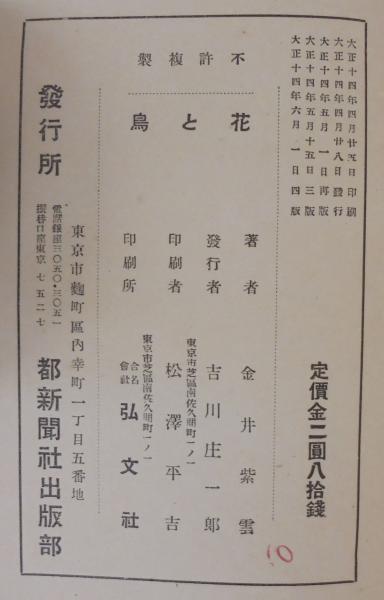 大正十四年四月廿五日印刷
大正十四年四月廿八日發行
大正十四年五月一日再版
大正十四年五月十五日三版
大正十四年六月一日四版
定價金二圓八拾錢
不許複製
花と鳥
著者 金井紫雲
發行者 吉川庄一郎
東京市芝區南佐久間町一ノ一
印刷者 松澤平吉
東京市芝區南佐久間町一ノ一
印刷所 合名會社 弘文社
發行所
東京市麴町區內幸町一丁目五番地
都新聞社出版部
電話銀座三〇五〇・三〇五一
振替口座東京七五二七